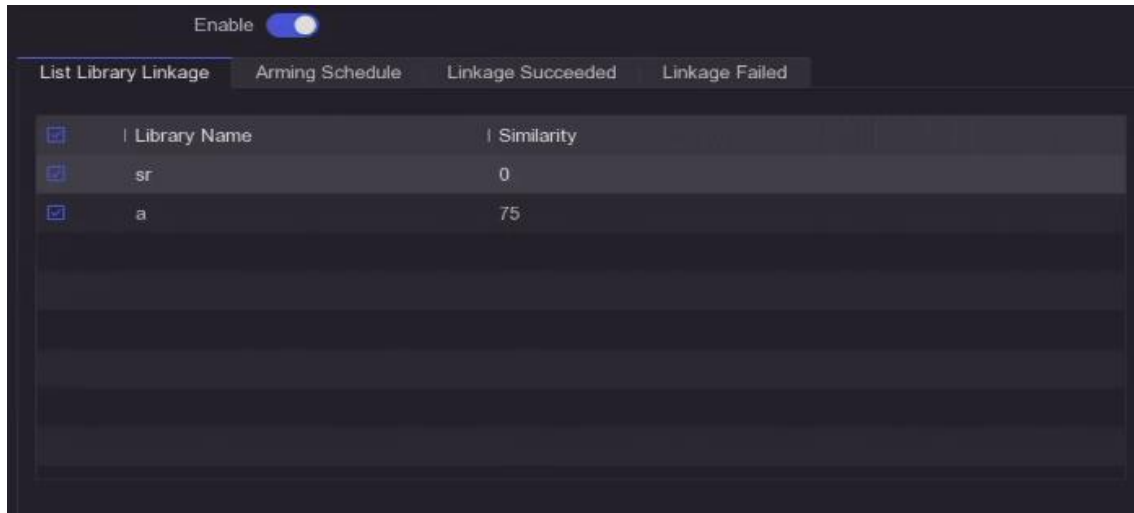 Enable
List Library Linkage Arming Schedule Linkage Succeeded Linkage Failed
Library Name Similarity
sr 0
a 75